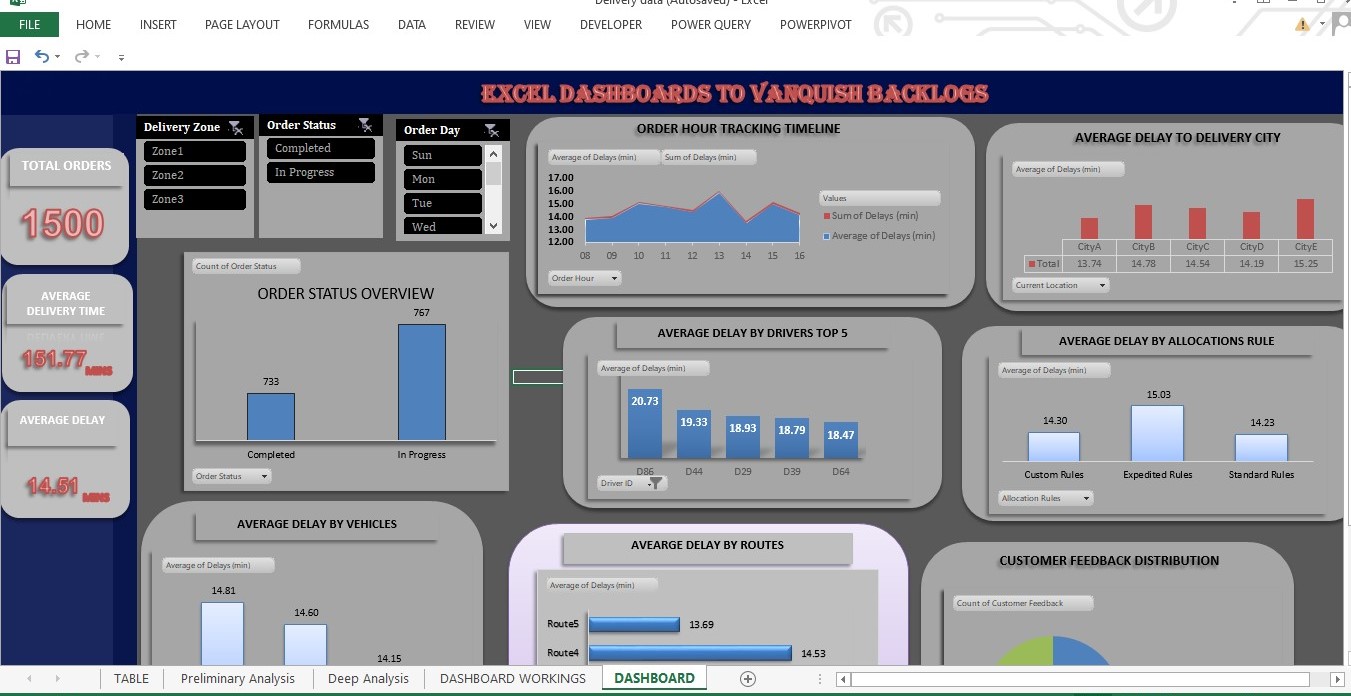 Delivery data (Autosaved) - Excel
FILE HOME INSERT PAGE LAYOUT FORMULAS DATA REVIEW VIEW DEVELOPER POWER QUERY POWERPIVOT
EXCEL DASHBOARDS TO VANQUISH BACKLOGS
TOTAL ORDERS
1500
AVERAGE
DELIVERY TIME
151.77 MINS
AVERAGE DELAY
14.51 MINS
Delivery Zone
Zone1
Zone2
Zone3
Order Status
Completed
In Progress
Order Day
Sun
Mon
Tue
Wed
ORDER HOUR TRACKING TIMELINE
Average of Delays (min) Sum of Delays (min)
17.00
16.00
15.00
14.00
13.00
12.00
08 09 10 11 12 13 14 15 16
Values
Sum of Delays (min)
Average of Delays (min)
Order Hour
AVERAGE DELAY TO DELIVERY CITY
Average of Delays (min)
CityA CityB CityC CityD CityE
Total 13.74 14.78 14.54 14.19 15.25
Current Location
Count of Order Status
ORDER STATUS OVERVIEW
767
733
Completed In Progress
Order Status
AVERAGE DELAY BY DRIVERS TOP 5
Average of Delays (min)
20.73 19.33 18.93 18.79 18.47
D86 D44 D29 D39 D64
Driver ID
AVERAGE DELAY BY ALLOCATIONS RULE
Average of Delays (min)
14.30 15.03 14.23
Custom Rules Expedited Rules Standard Rules
Allocation Rules
AVERAGE DELAY BY VEHICLES
Average of Delays (min)
14.81
14.60
14.15
AVEARGE DELAY BY ROUTES
Average of Delays (min)
Route5 13.69
Route4 14.53
CUSTOMER FEEDBACK DISTRIBUTION
Count of Customer Feedback
TABLE Preliminary Analysis Deep Analysis DASHBOARD WORKINGS DASHBOARD